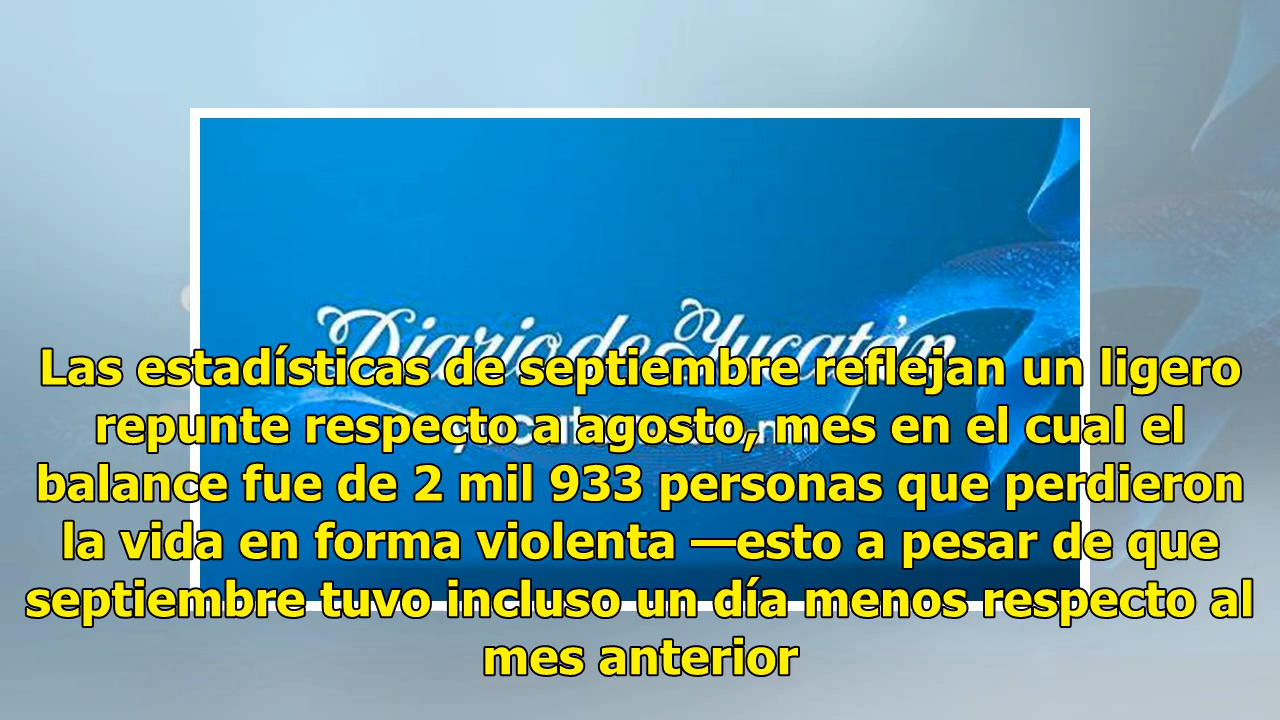 Diario de Yucatán
Las estadísticas de septiembre reflejan un ligero
repunte respecto a agosto, mes en el cual el
balance fue de 2 mil 933 personas que perdieron
la vida en forma violenta —esto a pesar de que
septiembre tuvo incluso un día menos respecto al
mes anterior